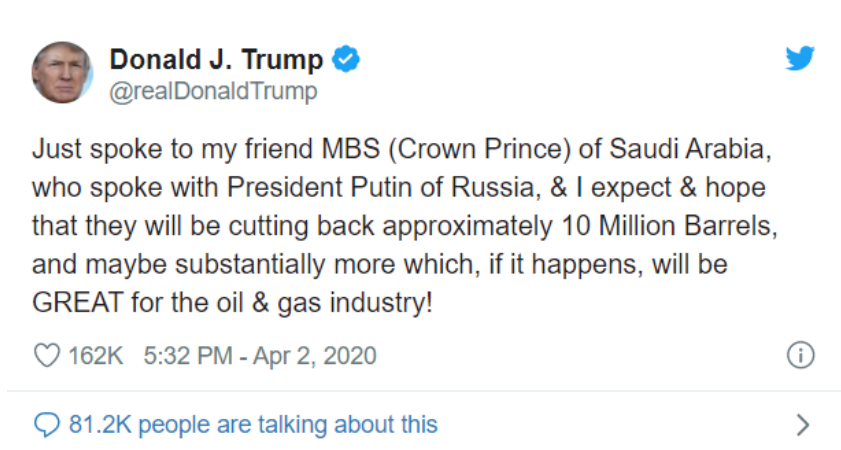 Donald J. Trump
@realDonaldTrump
Just spoke to my friend MBS (Crown Prince) of Saudi Arabia,
who spoke with President Putin of Russia, & I expect & hope
that they will be cutting back approximately 10 Million Barrels,
and maybe substantially more which, if it happens, will be
GREAT for the oil & gas industry!
162K 5:32 PM - Apr 2, 2020
81.2K people are talking about this